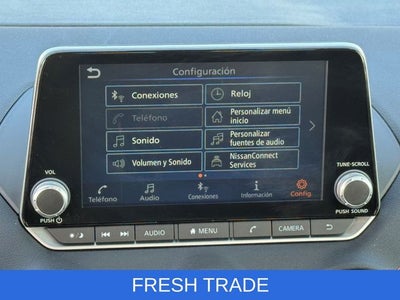 Configuración
Conexiones
Reloj
Teléfono
Personalizar menú
inicio
Sonido
Personalizar
fuentes de audio
Volumen y Sonido
NissanConnect
Services
VOL
TUNE•SCROLL
Teléfono
Audio
Conexiones
Información
Config.
PUSH
PUSH SOUND
AUDIO
MENU
CAMERA
FRESH TRADE